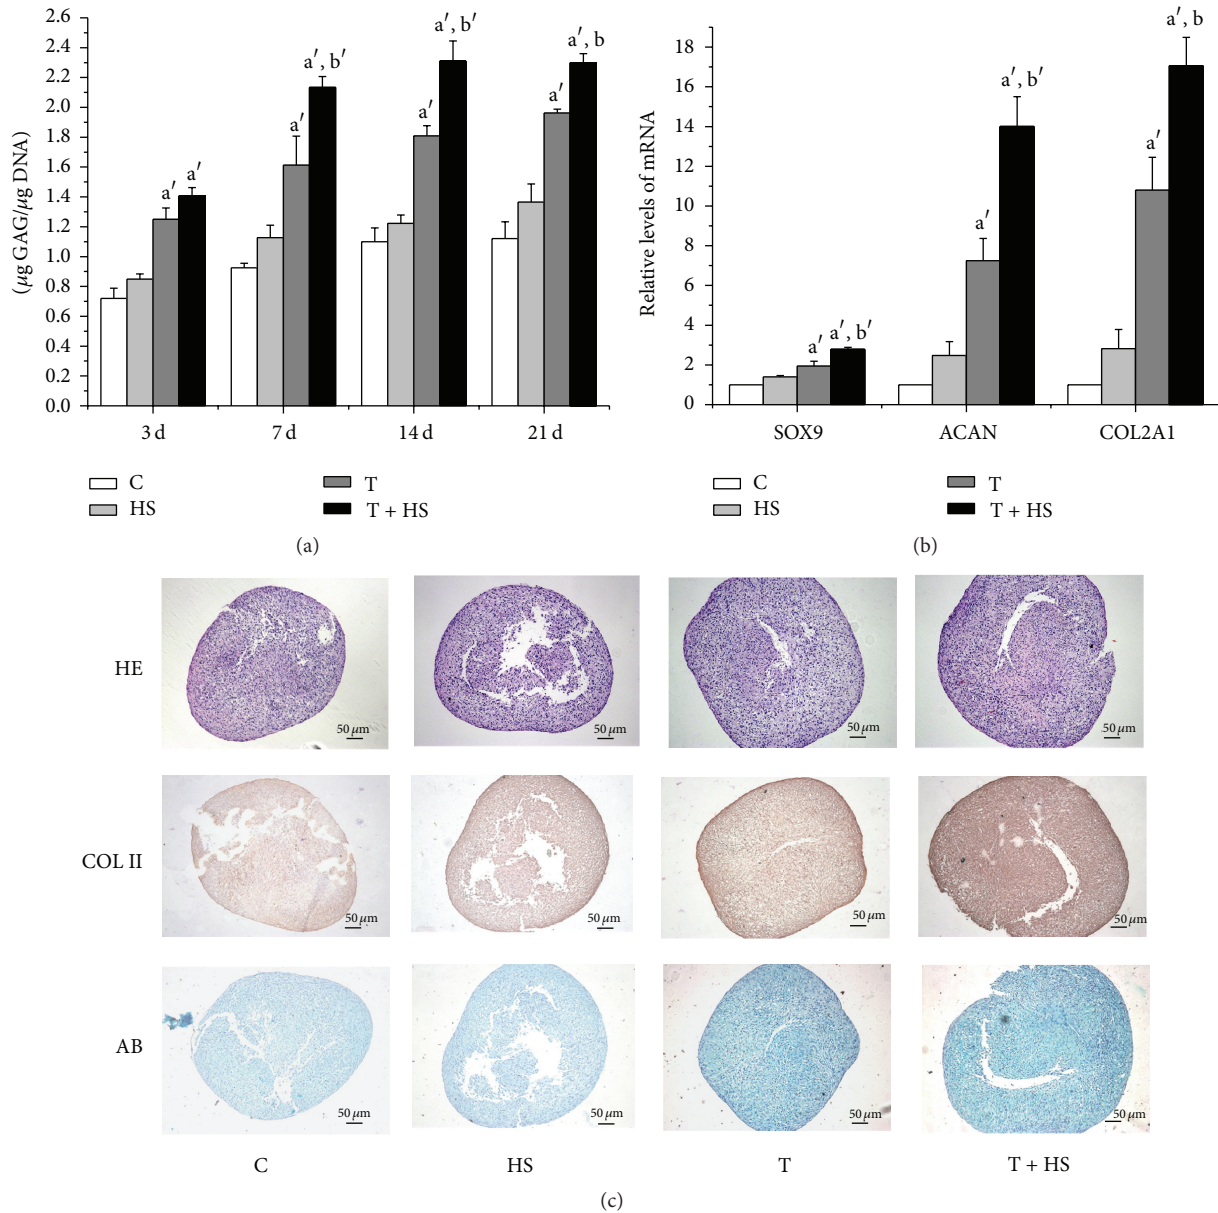 2.6
2.4
2.2
2.0
1.8
1.6
1.4
1.2
1.0
0.8
0.6
0.4
0.2
0.0
(μg GAG/μg DNA)
a′ a′
a′ a′, b′
a′ a′, b′
a′ a′, b
3 d 7 d 14 d 21 d
C T
HS T + HS
(a)
18
16
14
12
10
8
6
4
2
0
Relative levels of mRNA
a′ a′, b′
a′ a′, b′
a′ a′, b
SOX9 ACAN COL2A1
C T
HS T + HS
(b)
HE
50 μm 50 μm 50 μm 50 μm
COL II
50 μm 50 μm 50 μm 50 μm
AB
50 μm 50 μm 50 μm 50 μm
C HS T T + HS
(c)